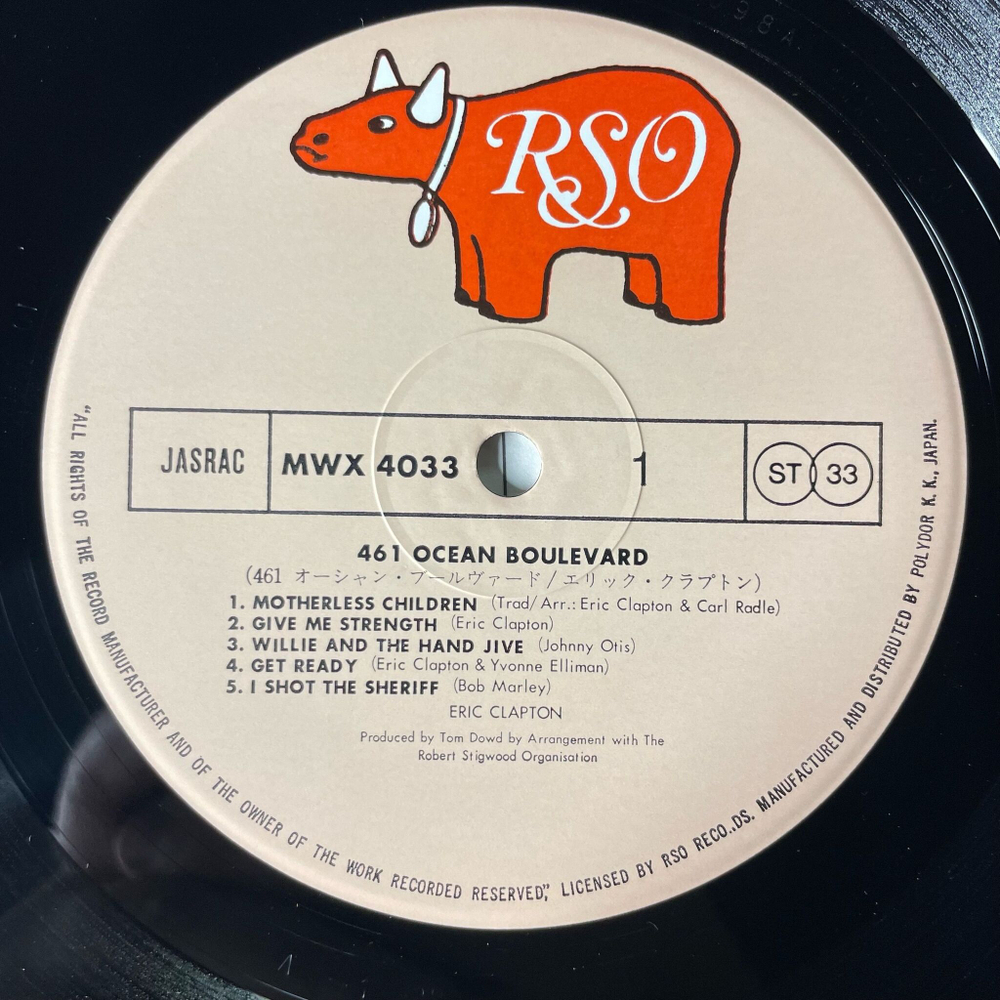 98A
RSO
JASRAC
MWX 4033
1
ST 33
461 OCEAN BOULEVARD
(461 オーシャン・ブールヴァード/エリック・クラプトン)
1. MOTHERLESS CHILDREN (Trad/Arr.: Eric Clapton & Carl Radle)
2. GIVE ME STRENGTH (Eric Clapton)
3. WILLIE AND THE HAND JIVE (Johnny Otis)
4. GET READY (Eric Clapton & Yvonne Elliman)
5. I SHOT THE SHERIFF (Bob Marley)
ERIC CLAPTON
Produced by Tom Dowd by Arrangement with The
Robert Stigwood Organisation
"ALL RIGHTS OF THE RECORD MANUFACTURER AND OF THE OWNER OF THE WORK RECORDED RESERVED," LICENSED BY RSO RECO..DS. MANUFACTURED AND DISTRIBUTED BY POLYDOR K. K., JAPAN.